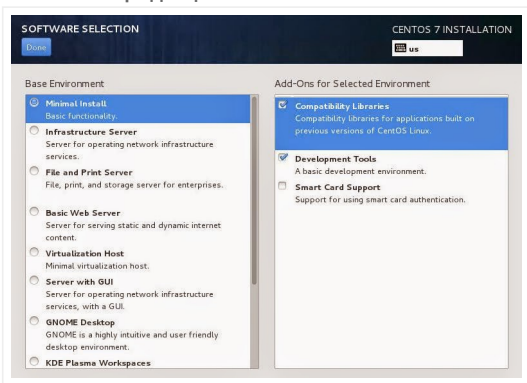 SOFTWARE SELECTION
Done
CENTOS 7 INSTALLATION
us
Base Environment
Minimal Install
Basic functionality.
Infrastructure Server
Server for operating network infrastructure
services.
File and Print Server
File, print, and storage server for enterprises.
Basic Web Server
Server for serving static and dynamic internet
content.
Virtualization Host
Minimal virtualization host.
Server with GUI
Server for operating network infrastructure
services, with a GUI.
GNOME Desktop
GNOME is a highly intuitive and user friendly
desktop environment.
KDE Plasma Workspaces
Add-Ons for Selected Environment
Compatibility Libraries
Compatibility libraries for applications built on
previous versions of CentOS Linux.
Development Tools
A basic development environment.
Smart Card Support
Support for using smart card authentication.